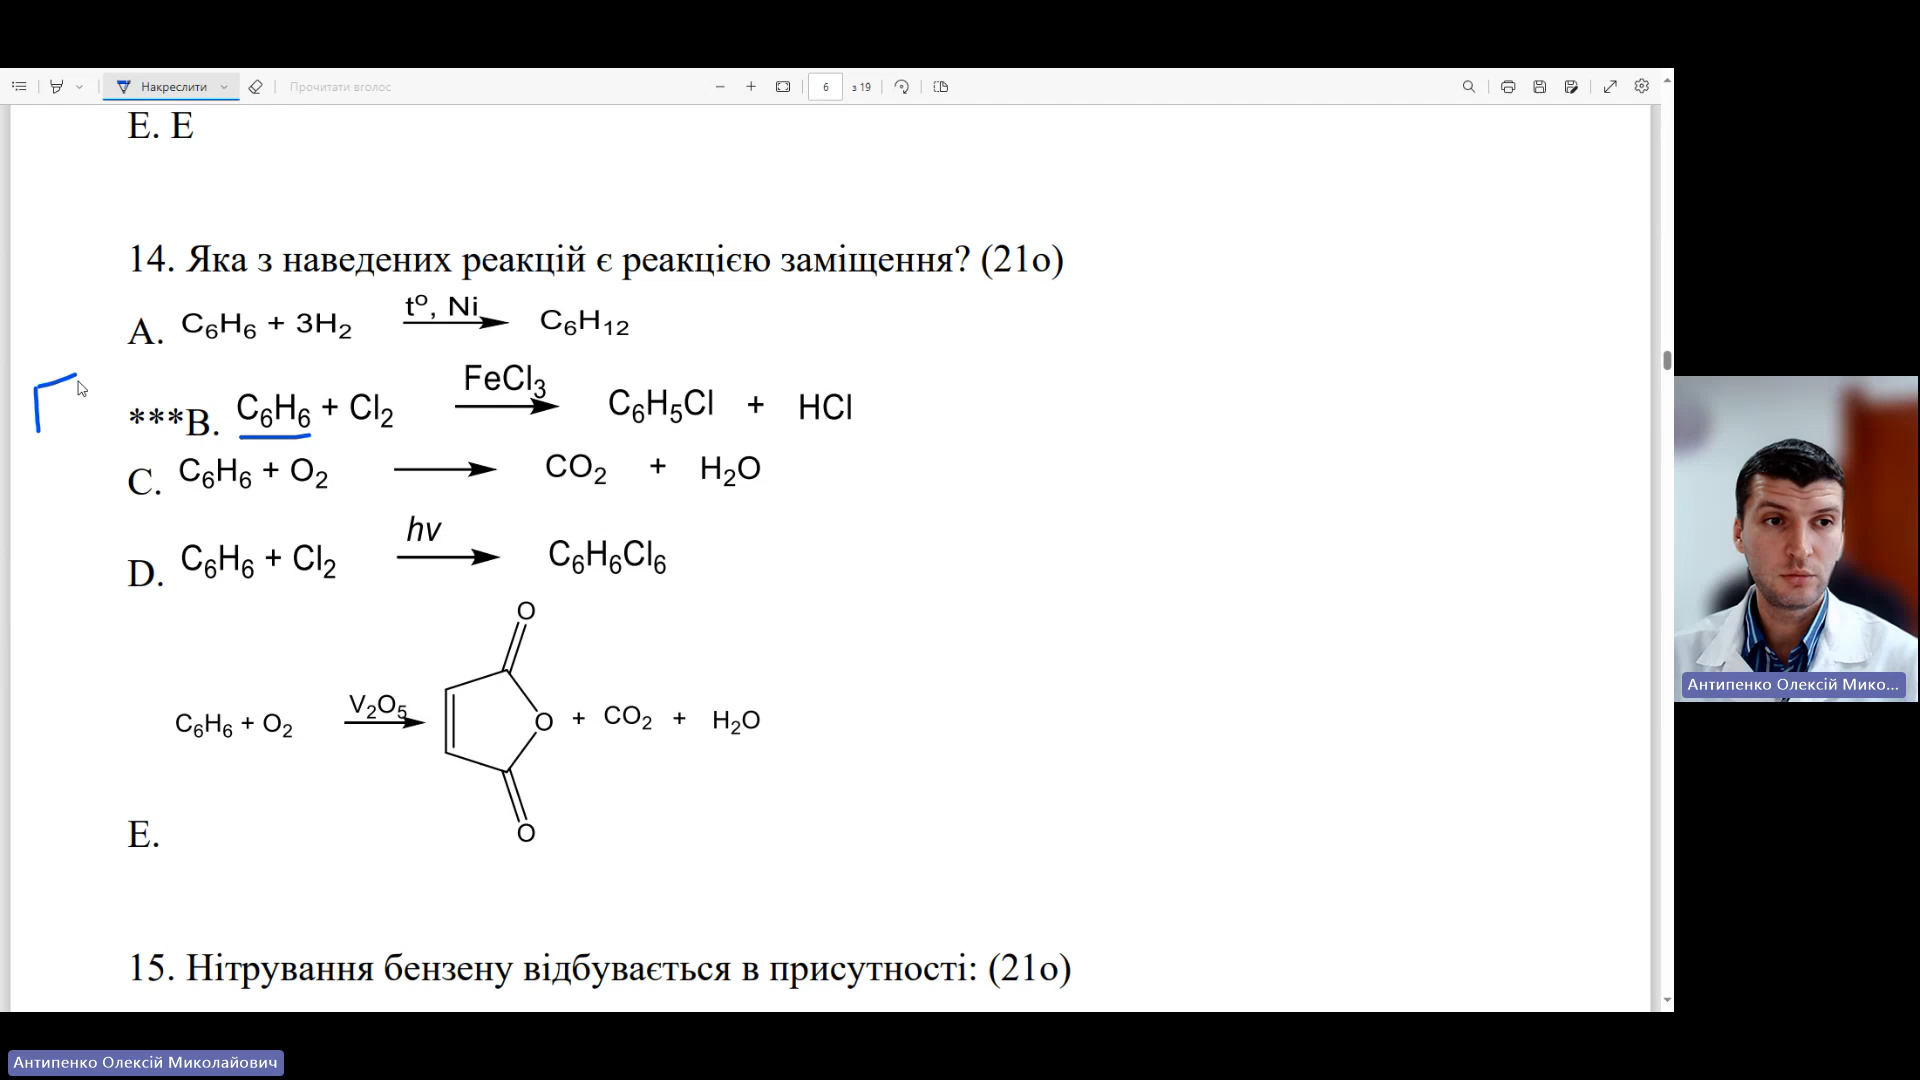 Накреслити
Прочитати вголос
6
з 19
E. E
14. Яка з наведених реакцій є реакцією заміщення? (21о)
A. C₆H₆ + 3H₂ t⁰, Ni C₆H₁₂
***B. C₆H₆ + Cl₂ FeCl₃ C₆H₅Cl + HCl
C. C₆H₆ + O₂ CO₂ + H₂O
D. C₆H₆ + Cl₂ hv C₆H₆Cl₆
O
C₆H₆ + O₂ V₂O₅ O + CO₂ + H₂O
O
E.
15. Нітрування бензену відбувається в присутності: (21о)
Антипенко Олексій Мико...
Антипенко Олексій Миколайович